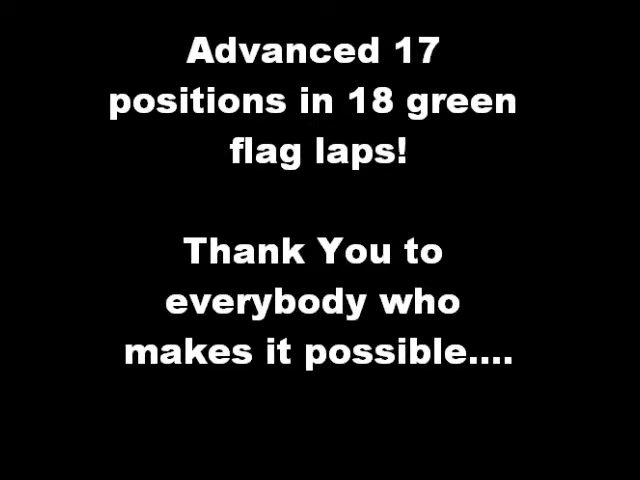 Advanced 17
positions in 18 green
flag laps!
Thank You to
everybody who
makes it possible....